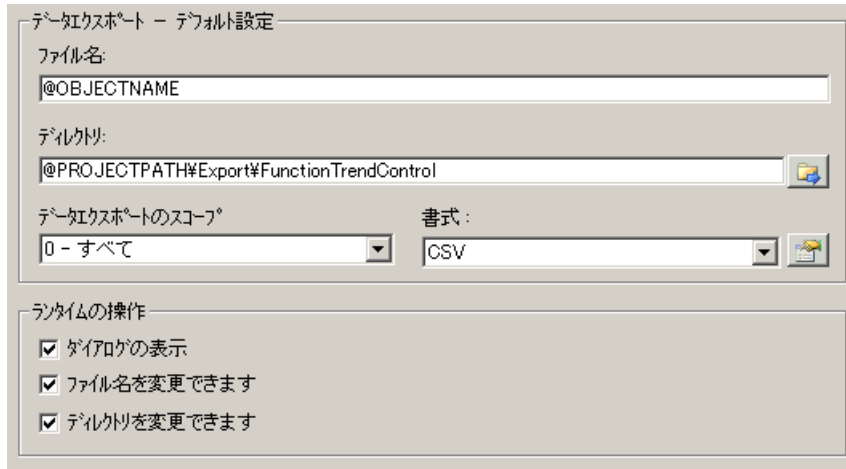 ﾃﾞｰﾀｴｸｽﾎﾟｰﾄ － ﾃﾞﾌｫﾙﾄ設定
ﾌｧｲﾙ名:
@OBJECTNAME
ﾃﾞｨﾚｸﾄﾘ:
@PROJECTPATH¥Export¥FunctionTrendControl
ﾃﾞｰﾀｴｸｽﾎﾟｰﾄのｽｺｰﾌﾟ 書式：
0 - すべて CSV
ﾗﾝﾀｲﾑの操作
ﾀﾞｲｱﾛｸﾞの表示
ﾌｧｲﾙ名を変更できます
ﾃﾞｨﾚｸﾄﾘを変更できます